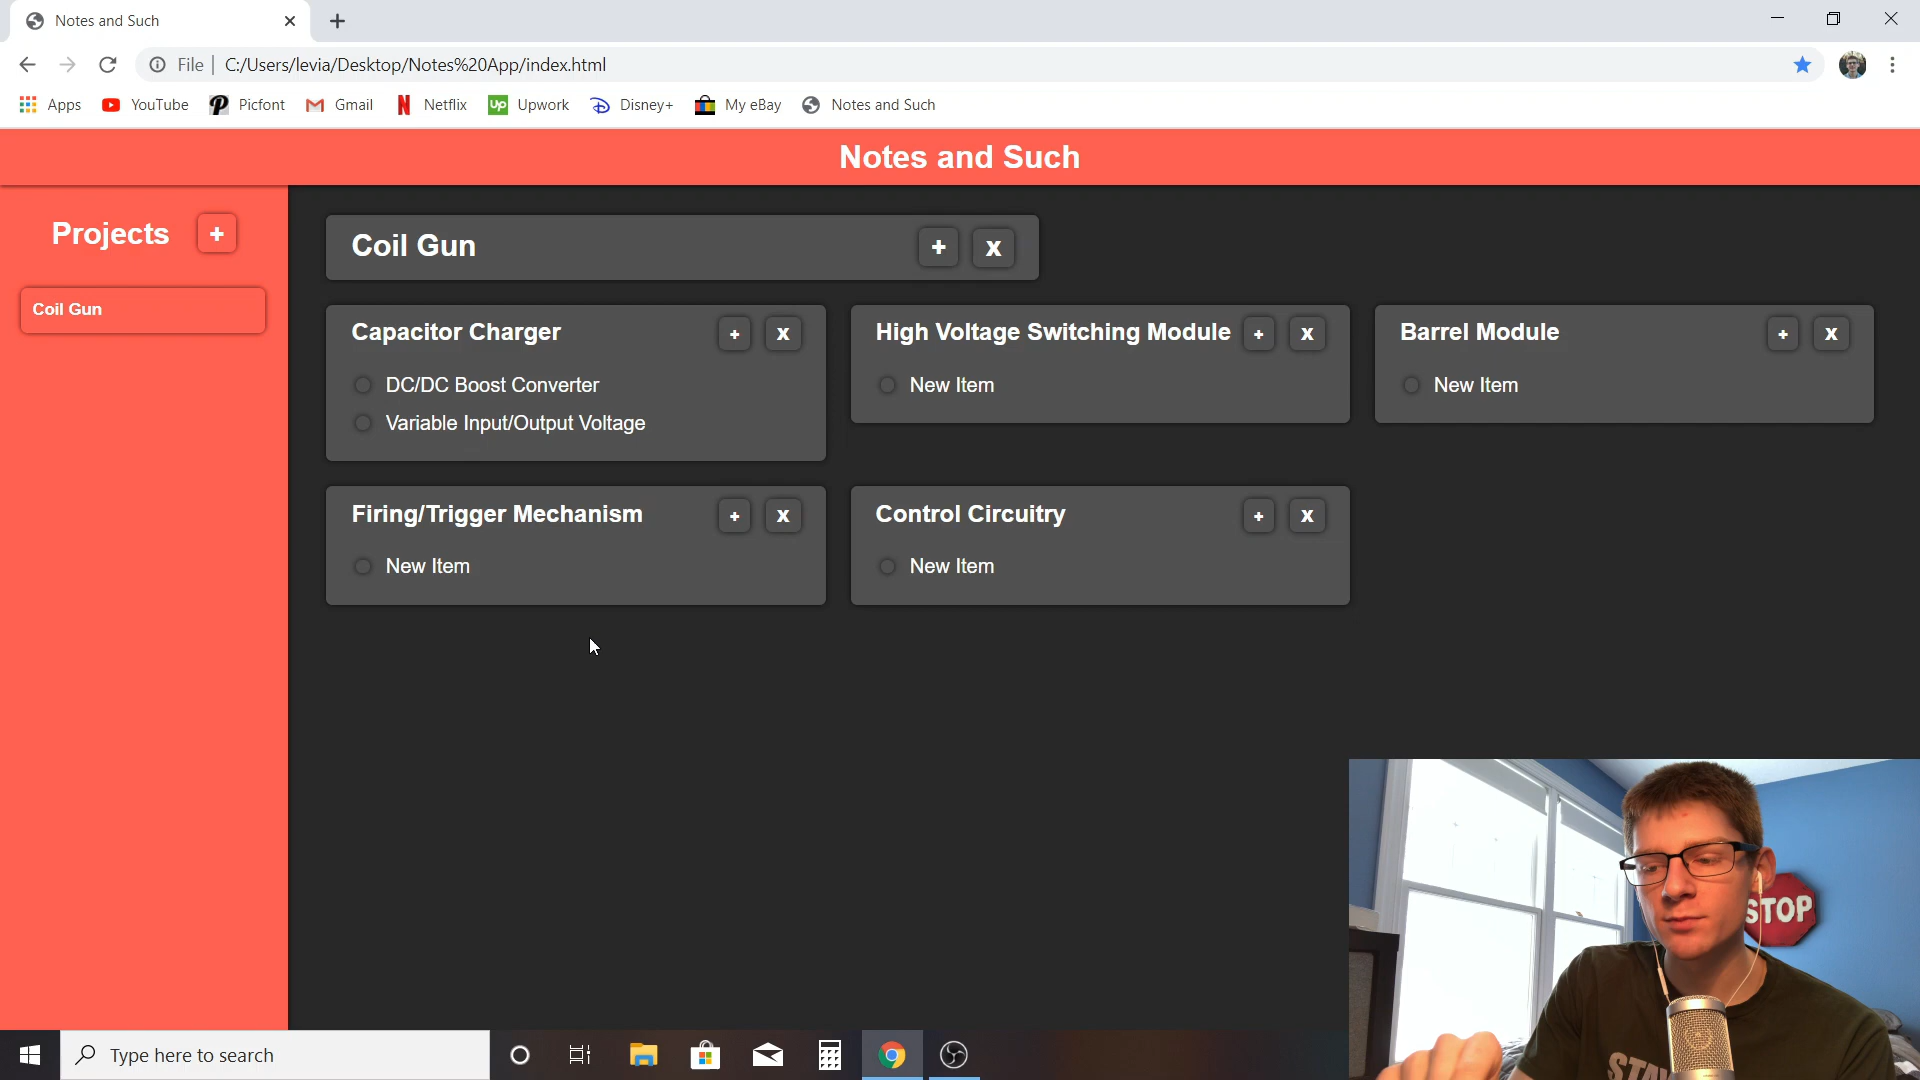 Notes and Such
File
C:/Users/levia/Desktop/Notes%20App/index.html
Apps
YouTube
Picfont
Gmail
Netflix
Up Upwork
Disney+
My eBay
Notes and Such
Notes and Such
Projects +
Coil Gun
Coil Gun + X
Capacitor Charger + X
DC/DC Boost Converter
Variable Input/Output Voltage
High Voltage Switching Module + X
New Item
Barrel Module + X
New Item
Firing/Trigger Mechanism + X
New Item
Control Circuitry + X
New Item
STOP
Type here to search